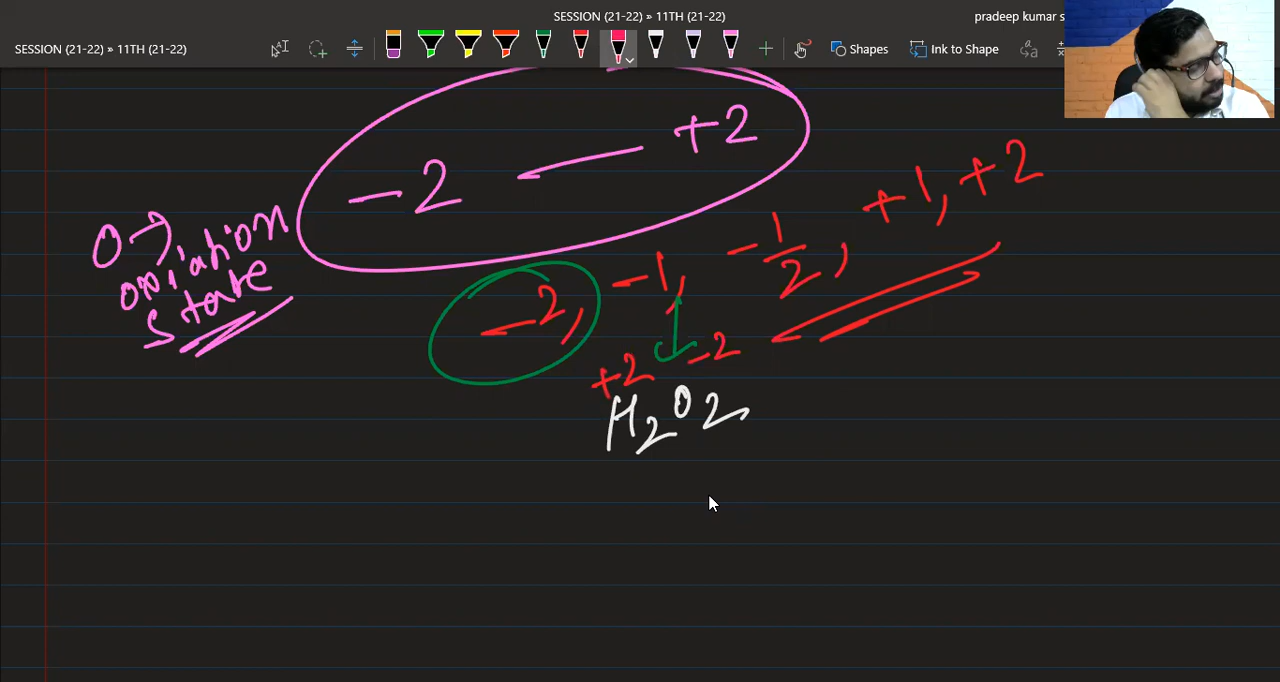 SESSION (21-22) » 11TH (21-22)
pradeep kumar s
SESSION (21-22) » 11TH (21-22)
Shapes
Ink to Shape
-2 ← +2
O →
state
-2, -1, -1/2, +1, +2
+2 -2
H2O2